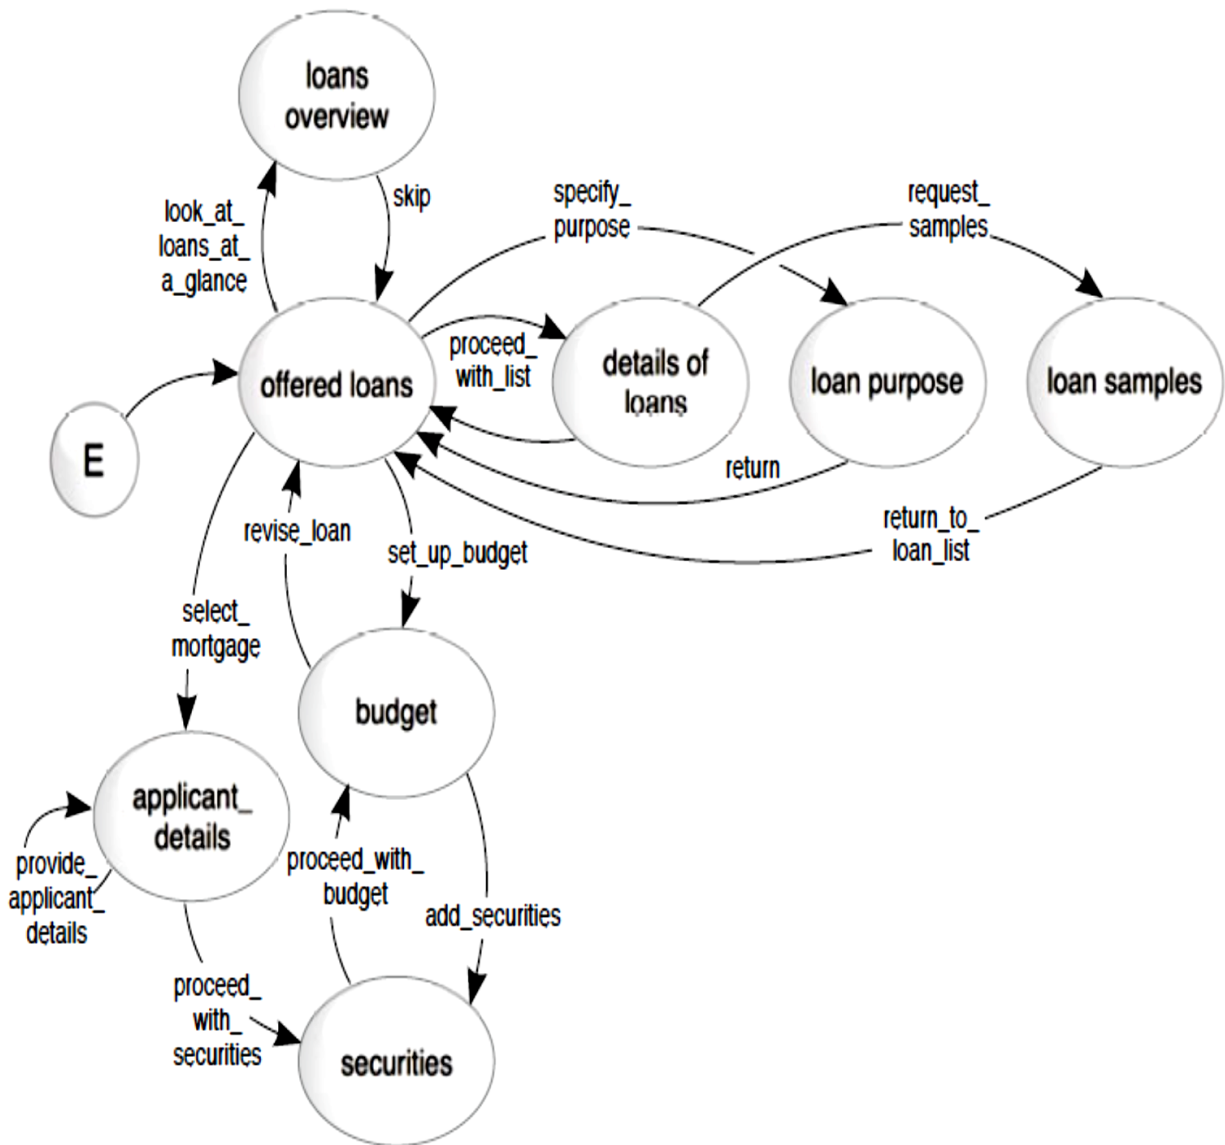 loans
overview
skip
look_at_
loans_at_
a_glance
specify_
purpose
request_
samples
proceed_
with_list
offered loans
details of
loans
loan purpose
loan samples
E
return
return_to_
loan_list
revise_loan
set_up_budget
select_
mortgage
budget
applicant_
details
provide_
applicant_
details
proceed_with_
budget
add_securities
proceed_
with_
securities
securities